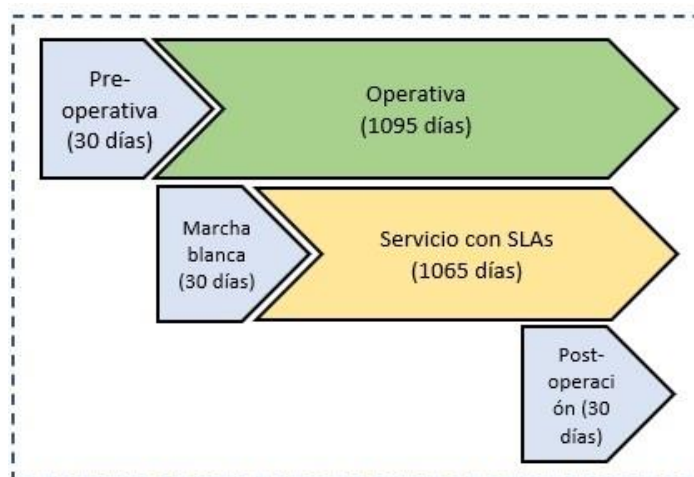 Pre-
operativa
(30 días)
Operativa
(1095 días)
Marcha
blanca
(30 días)
Servicio con SLAs
(1065 días)
Post-
operaci
ón (30
días)